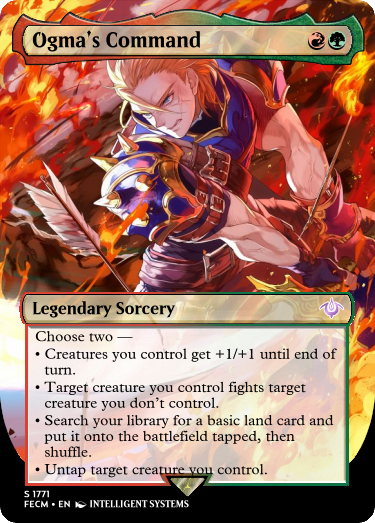 Ogma's Command
Legendary Sorcery
Choose two —
• Creatures you control get +1/+1 until end of
turn.
• Target creature you control fights target
creature you don't control.
• Search your library for a basic land card and
put it onto the battlefield tapped, then
shuffle.
• Untap target creature you control.
S 1771
FECM • EN INTELLIGENT SYSTEMS